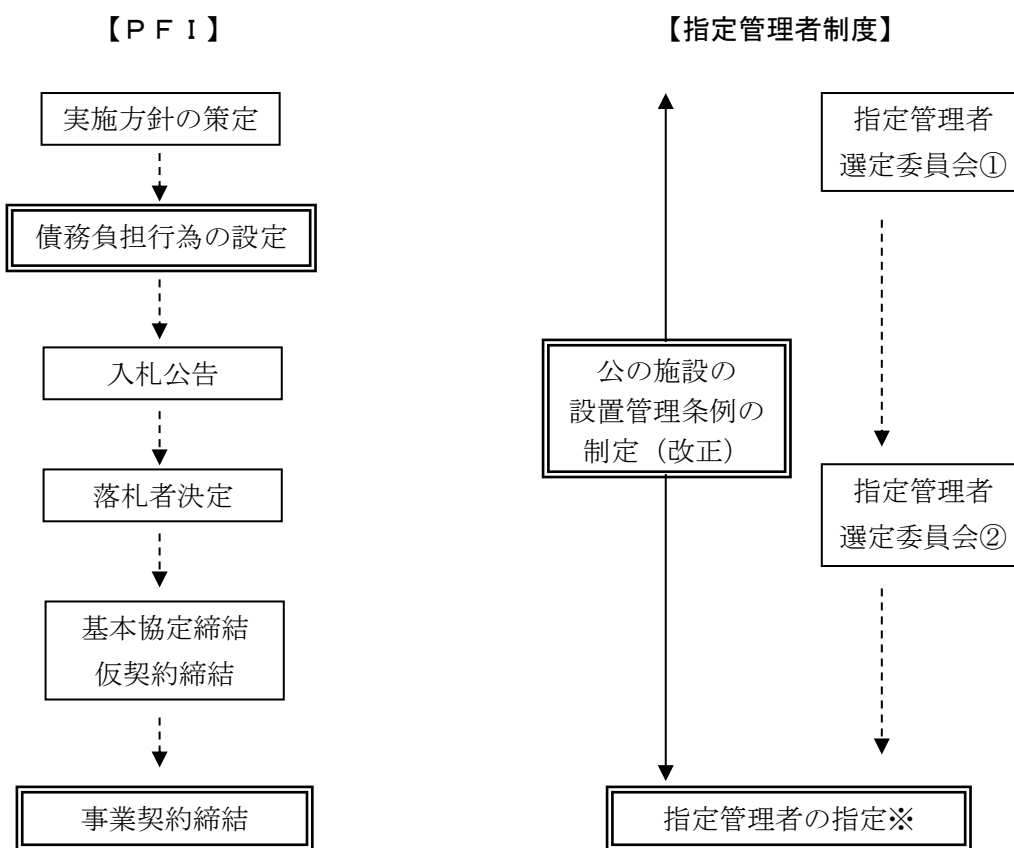 【ＰＦＩ】
実施方針の策定
債務負担行為の設定
入札公告
落札者決定
基本協定締結
仮契約締結
事業契約締結
【指定管理者制度】
公の施設の
設置管理条例の
制定（改正）
指定管理者
選定委員会①
指定管理者
選定委員会②
指定管理者の指定※